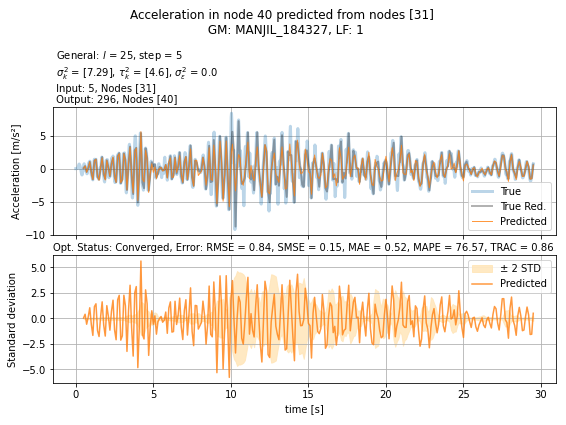 Acceleration in node 40 predicted from nodes [31]
GM: MANJIL_184327, LF: 1
General: l = 25, step = 5
σ²ₖ = [7.29], τ²ₖ = [4.6], σ²ε = 0.0
Input: 5, Nodes [31]
Output: 296, Nodes [40]
Acceleration [m/s²]
5
0
−5
−10
True
True Red.
Predicted
Opt. Status: Converged, Error: RMSE = 0.84, SMSE = 0.15, MAE = 0.52, MAPE = 76.57, TRAC = 0.86
Standard deviation
5.0
2.5
0.0
−2.5
−5.0
± 2 STD
Predicted
0 5 10 15 20 25 30
time [s]